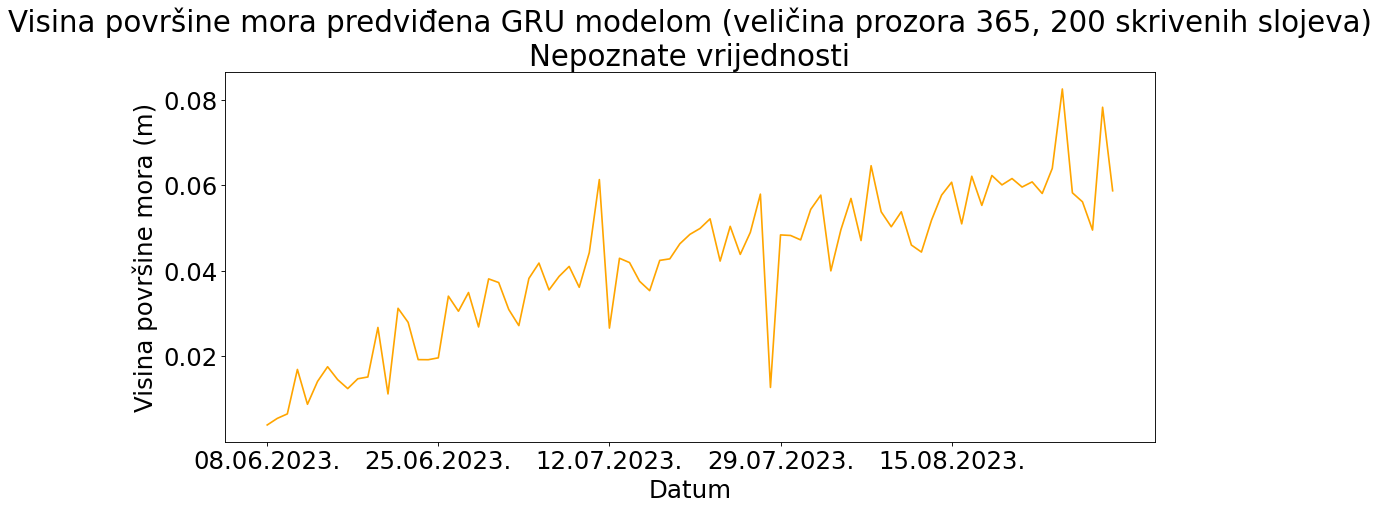 Visina površine mora predviđena GRU modelom (veličina prozora 365, 200 skrivenih slojeva)
Nepoznate vrijednosti
Visina površine mora (m)
0.08
0.06
0.04
0.02
08.06.2023. 25.06.2023. 12.07.2023. 29.07.2023. 15.08.2023.
Datum